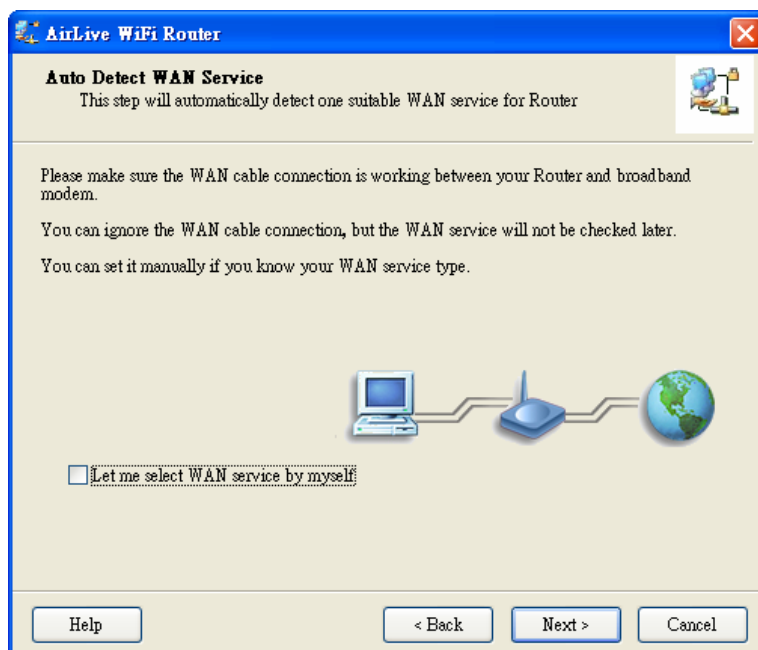 AirLive WiFi Router
Auto Detect WAN Service
This step will automatically detect one suitable WAN service for Router
Please make sure the WAN cable connection is working between your Router and broadband
modem.
You can ignore the WAN cable connection, but the WAN service will not be checked later.
You can set it manually if you know your WAN service type.
Let me select WAN service by myself
Help
< Back
Next >
Cancel